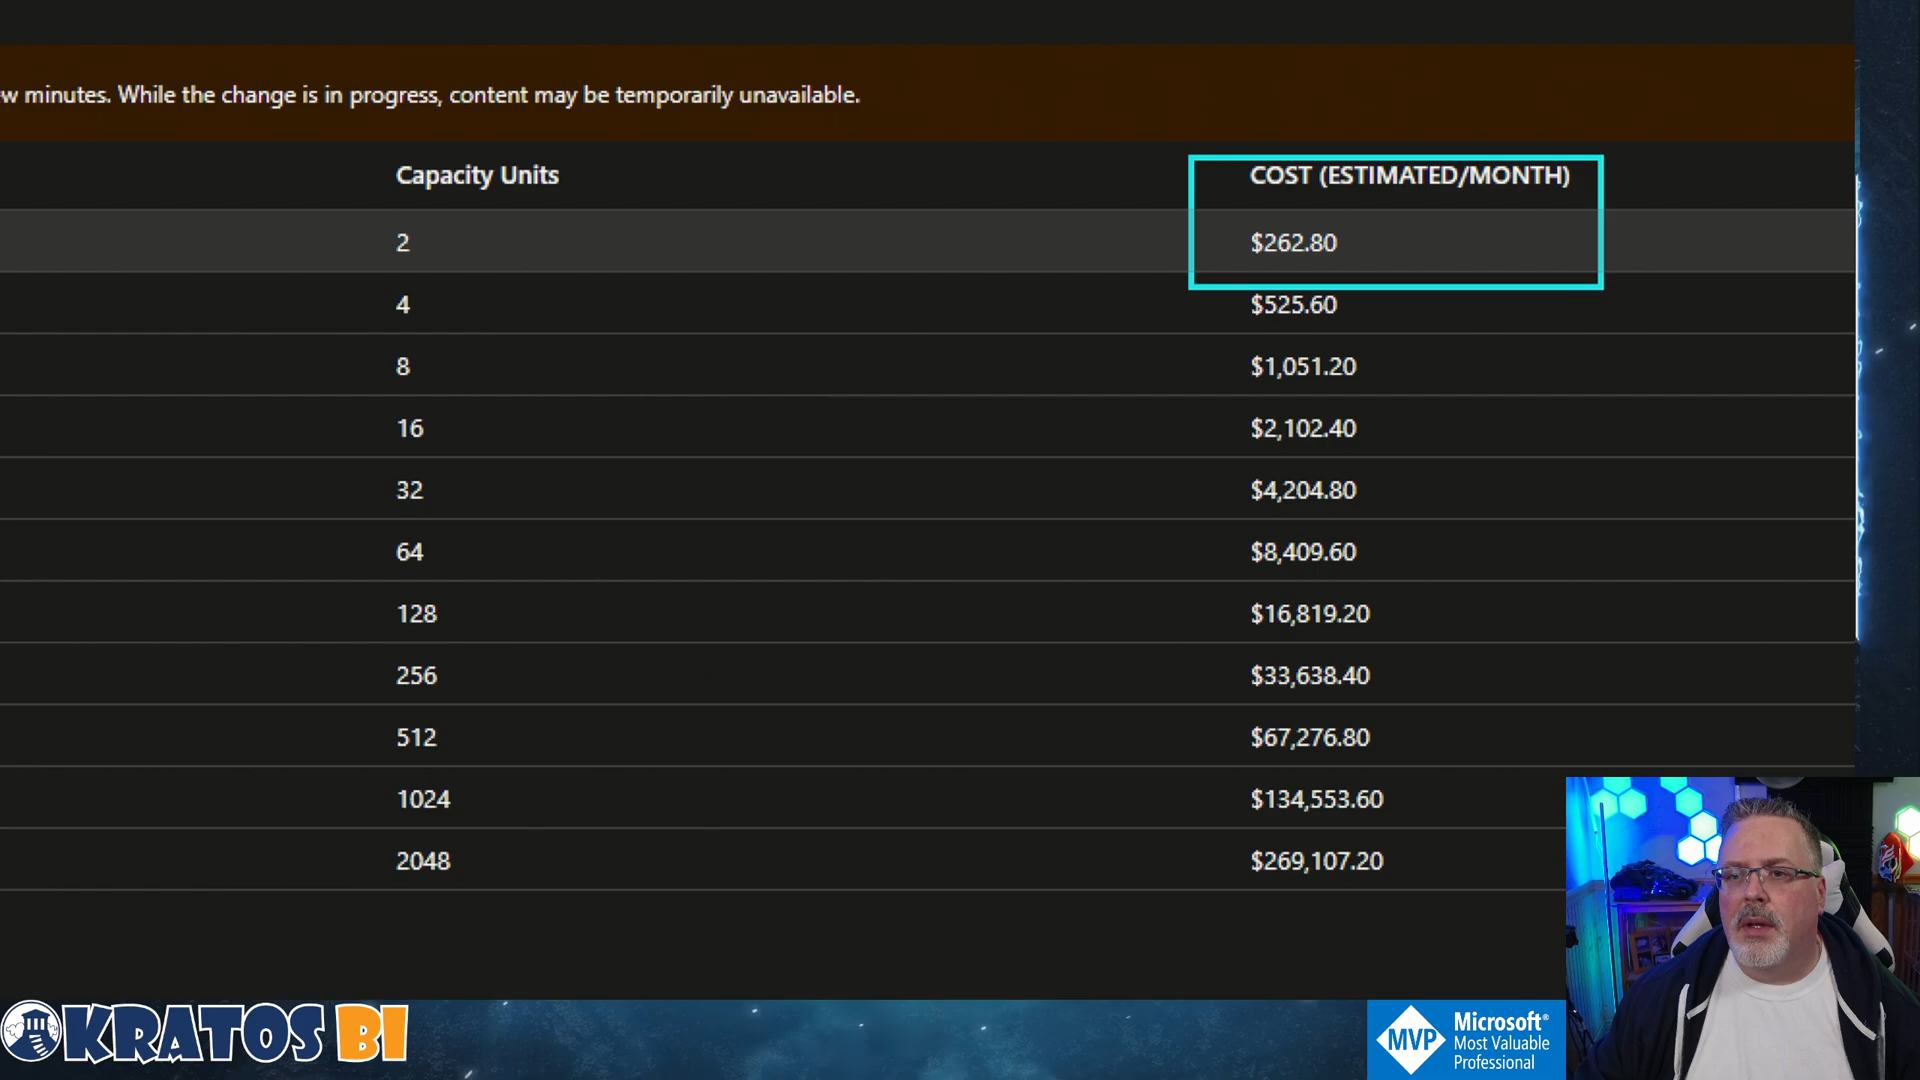 w minutes. While the change is in progress, content may be temporarily unavailable.
Capacity Units COST (ESTIMATED/MONTH)
2 $262.80
4 $525.60
8 $1,051.20
16 $2,102.40
32 $4,204.80
64 $8,409.60
128 $16,819.20
256 $33,638.40
512 $67,276.80
1024 $134,553.60
2048 $269,107.20
KRATOS BI
MVP
Microsoft®
Most Valuable
Professional